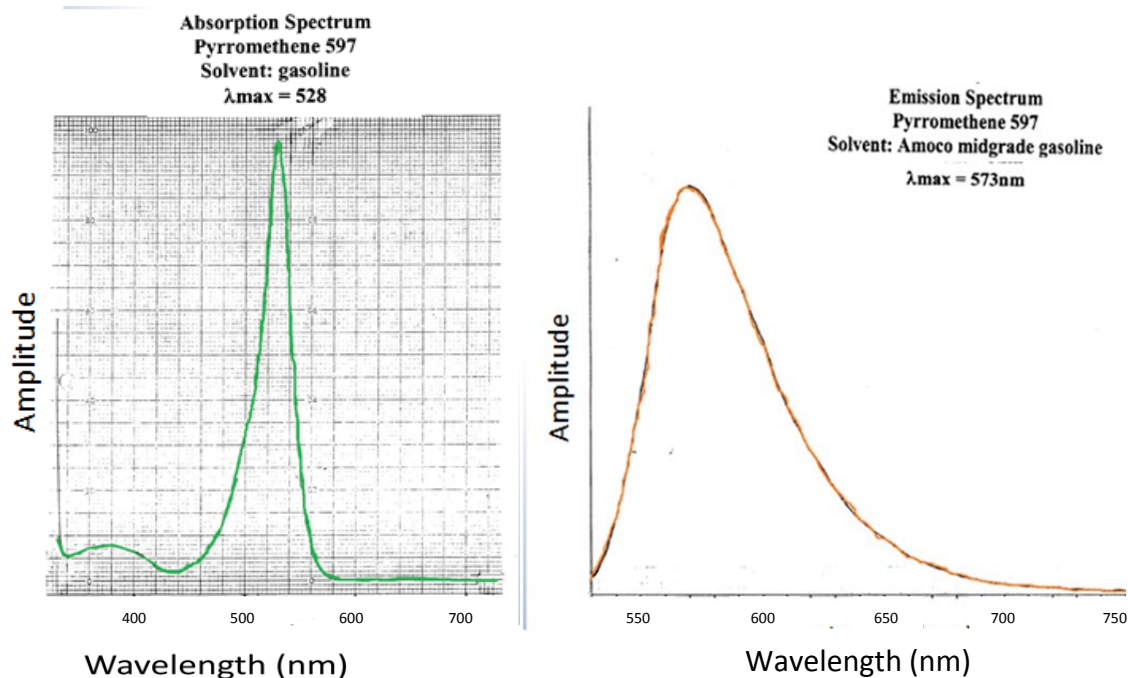 Absorption Spectrum
Pyrromethene 597
Solvent: gasoline
λmax = 528
Amplitude
400 500 600 700
Wavelength (nm)
Emission Spectrum
Pyrromethene 597
Solvent: Amoco midgrade gasoline
λmax = 573nm
Amplitude
550 600 650 700 750
Wavelength (nm)